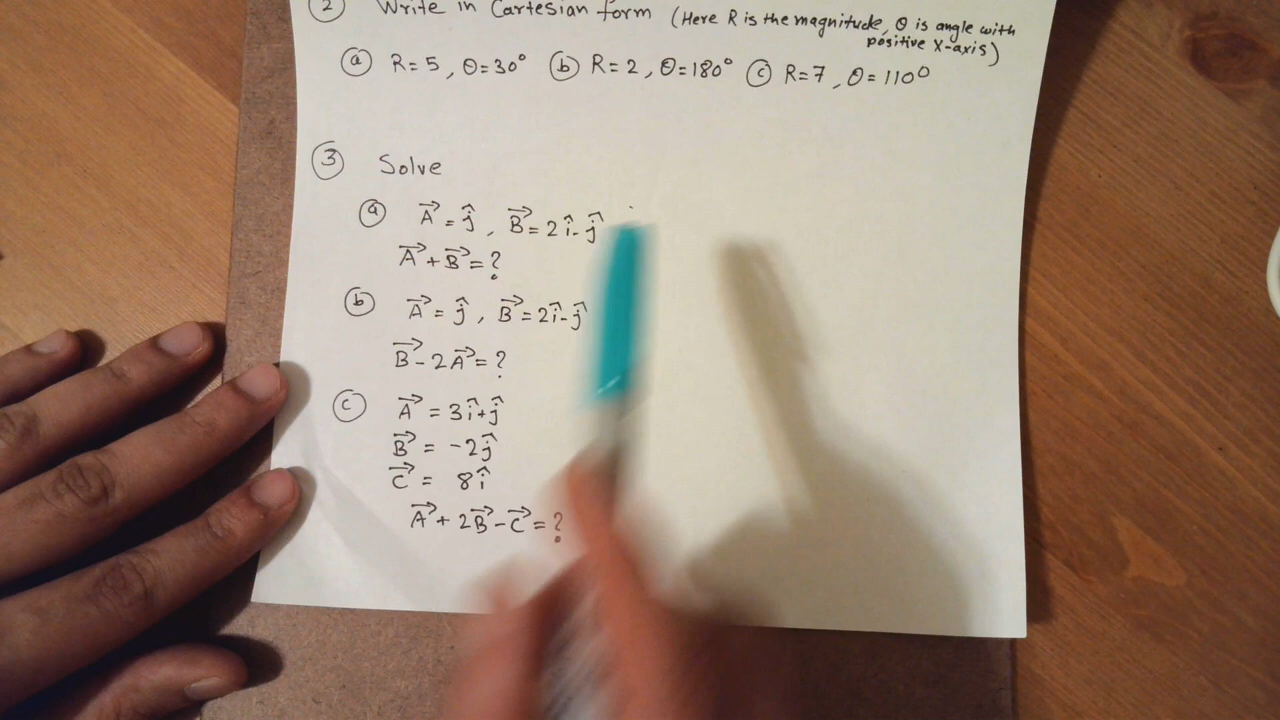 ② Write in Cartesian form (Here R is the magnitude, θ is angle with
positive X-axis)
ⓐ R=5, θ=30° ⓑ R=2, θ=180° ⓒ R=7, θ=110°
③ Solve
ⓐ A⃗ = ĵ, B⃗ = 2î-ĵ
A⃗+B⃗=?
ⓑ A⃗ = ĵ, B⃗=2î-ĵ
B⃗-2A⃗=?
ⓒ A⃗ = 3î+ĵ
B⃗ = -2ĵ
C⃗ = 8î
A⃗+2B⃗-C⃗=?